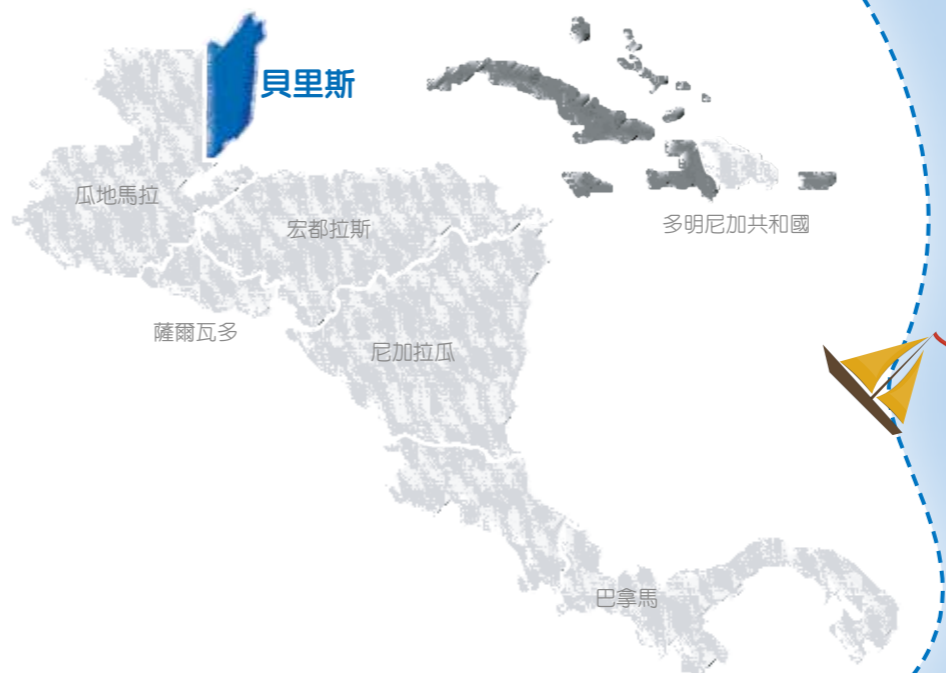 貝里斯
瓜地馬拉
宏都拉斯
多明尼加共和國
薩爾瓦多
尼加拉瓜
巴拿馬